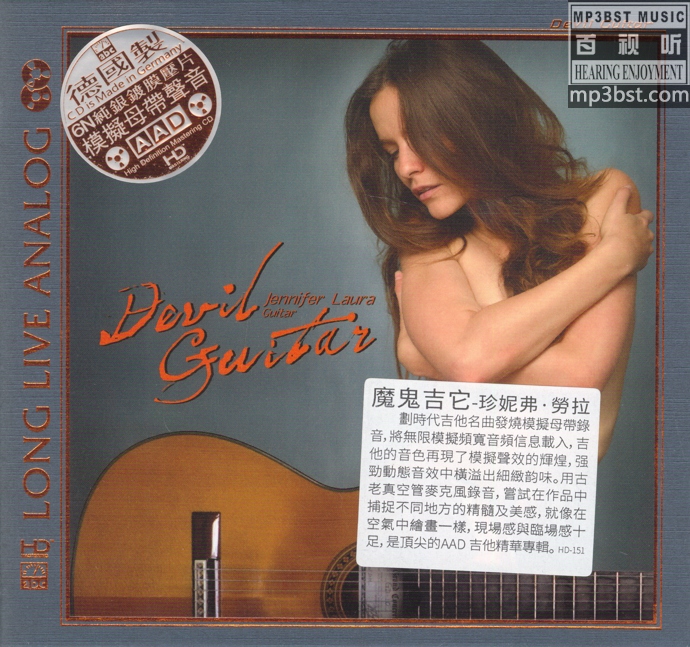 Devil Guitar
MP3BST MUSIC
百视听
HEARING ENJOYMENT
mp3bst.com
德國製
CD is Made in Germany
6N純銀鍍膜壓片
模擬母帶聲音
AAD
High Definition Mastering CD
HD
LONG LIVE ANALOG
abc
Devil
Jennifer Laura
Guitar
Guitar
魔鬼吉它-珍妮弗·勞拉
劃時代吉他名曲發燒模擬母帶錄
音,將無限模擬頻寬音頻信息載入,吉
他的音色再現了模擬聲效的輝煌,强
勁動態音效中橫溢出細緻韵味。用古
老真空管麥克風錄音,嘗試在作品中
捕捉不同地方的精髓及美感,就像在
空氣中繪畫一樣,現場感與臨場感十
足,是頂尖的AAD 吉他精華專輯。HD-151
abc